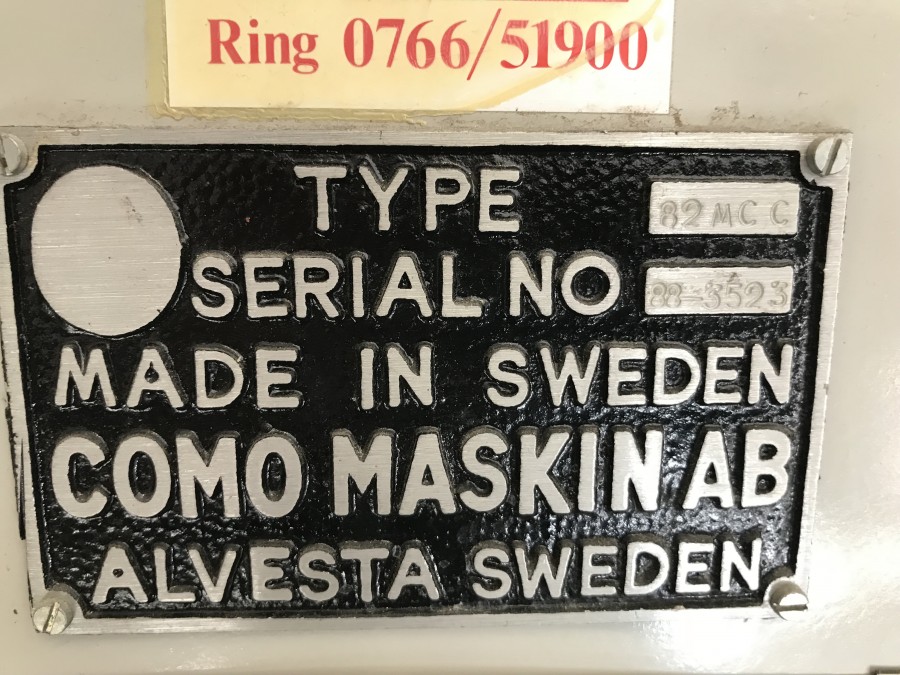 Ring 0766/51900
TYPE 82 MC C
SERIAL NO 88-3523
MADE IN SWEDEN
COMO MASKIN AB
ALVESTA SWEDEN